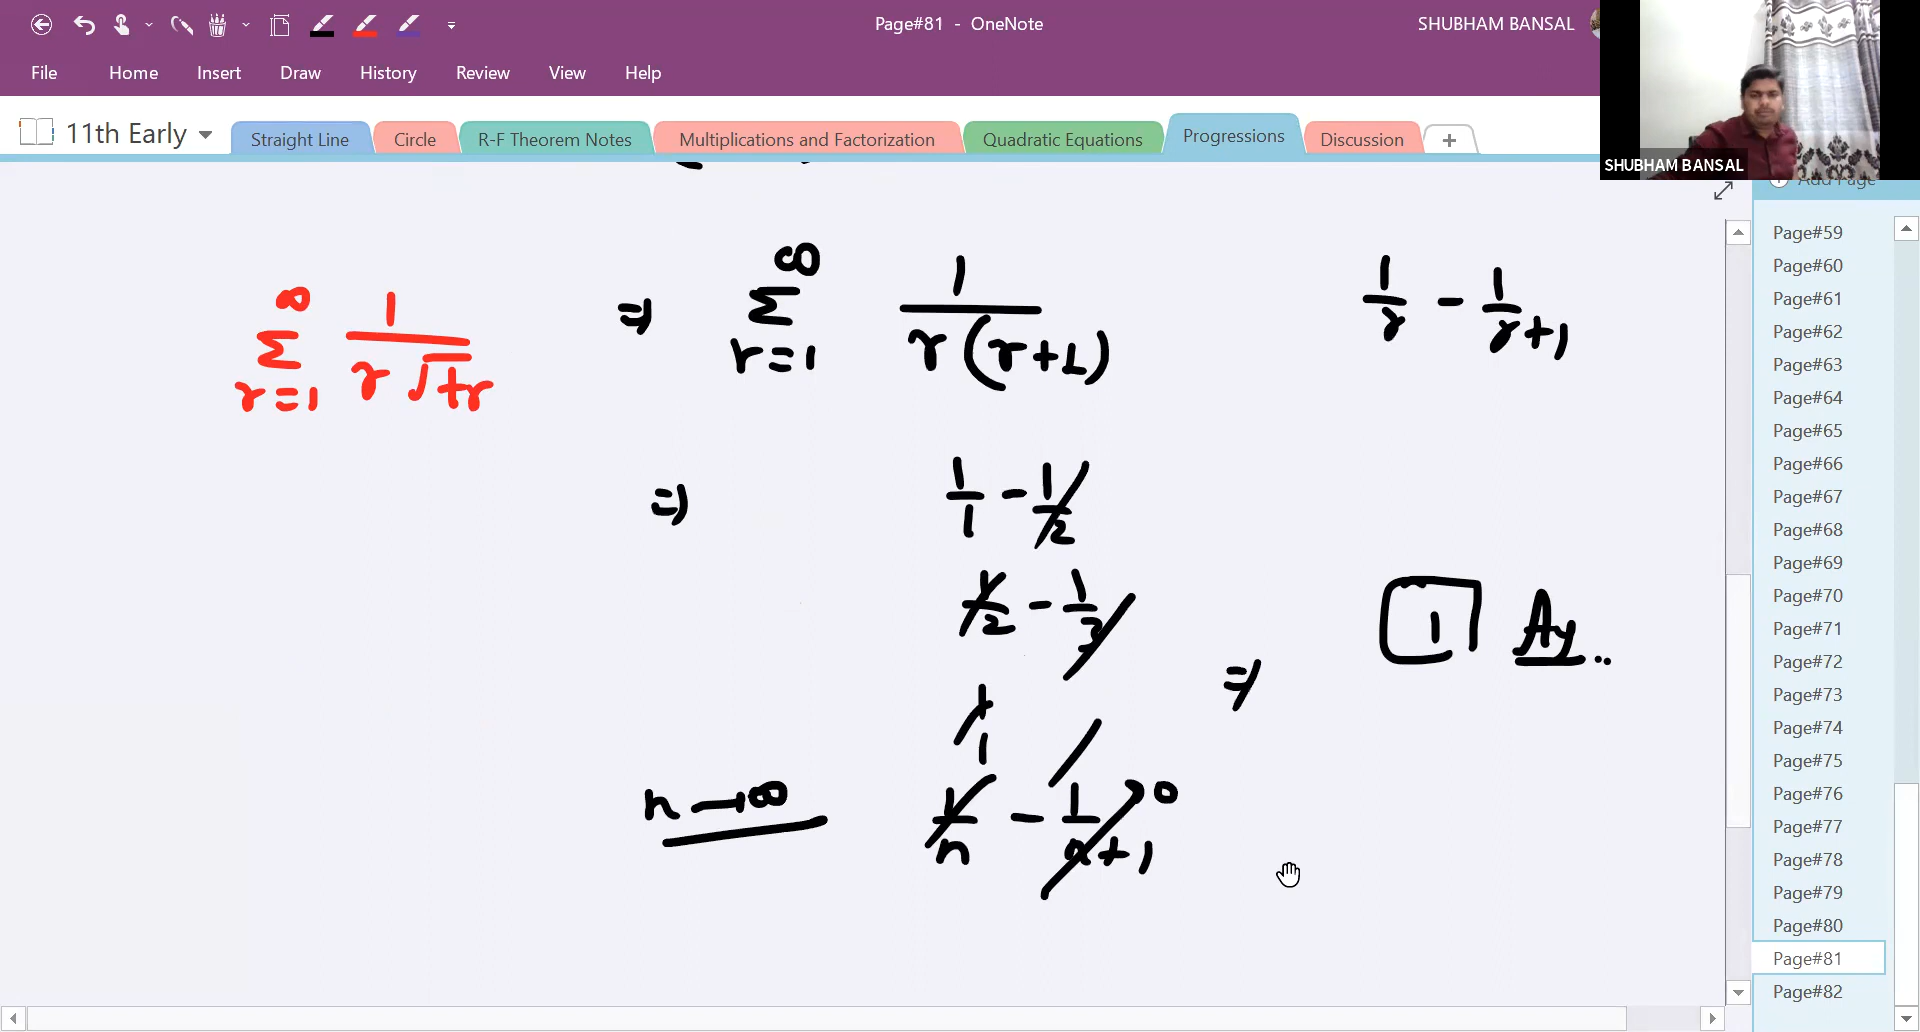 Page#81 - OneNote
SHUBHAM BANSAL
File Home Insert Draw History Review View Help
11th Early
Straight Line Circle R-F Theorem Notes Multiplications and Factorization Quadratic Equations Progressions Discussion +
SHUBHAM BANSAL
Add Page
Page#59
Page#60
Page#61
Page#62
Page#63
Page#64
Page#65
Page#66
Page#67
Page#68
Page#69
Page#70
Page#71
Page#72
Page#73
Page#74
Page#75
Page#76
Page#77
Page#78
Page#79
Page#80
Page#81
Page#82
∞ Σ r=1 1/(r√tr) ⇒ ∞ Σ r=1 1/(r(r+1)) 1/r - 1/(r+1)
⇒ 1/1 - 1/2
1/2 - 1/3
⇒ 1
n→∞ 1/n - 1/(n+1) 0